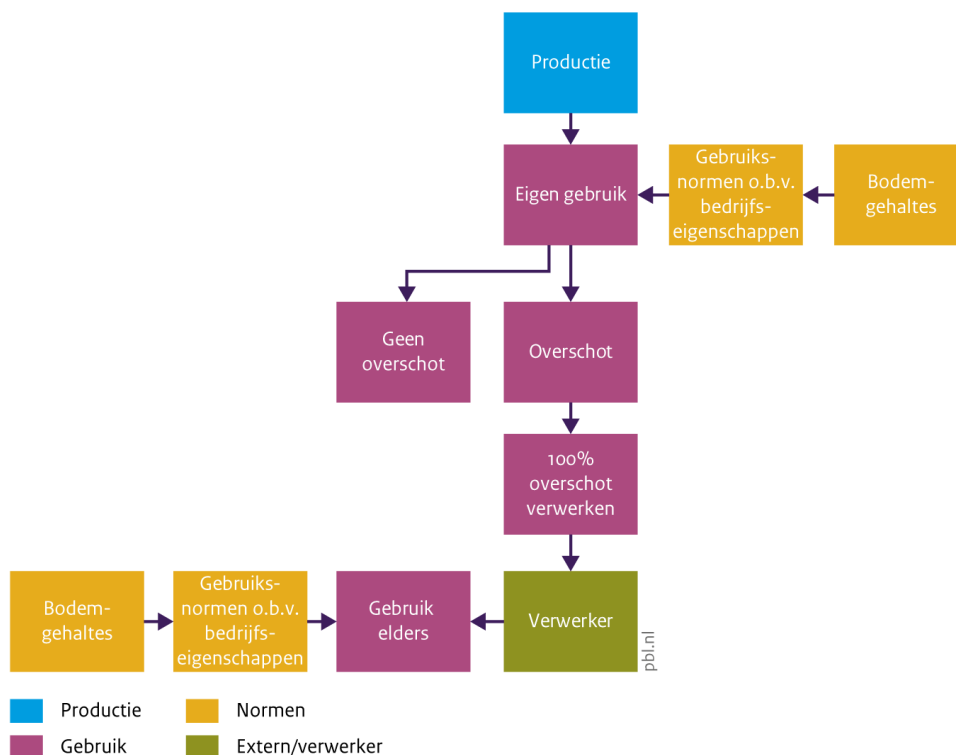 Productie
Eigen gebruik
Gebruiks-
normen o.b.v.
bedrijfs-
eigenschappen
Bodem-
gehaltes
Geen
overschot
Overschot
100%
overschot
verwerken
Bodem-
gehaltes
Gebruiks-
normen o.b.v.
bedrijfs-
eigenschappen
Gebruik
elders
Verwerker
pbl.nl
Productie
Normen
Gebruik
Extern/verwerker